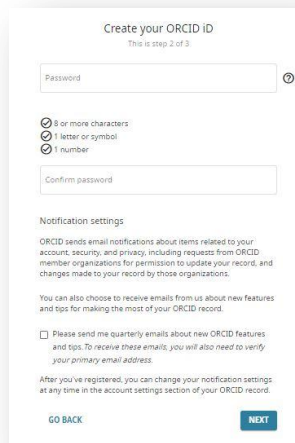 Create your ORCID iD
This is step 2 of 3
Password
8 or more characters
1 letter or symbol
1 number
Confirm password
Notification settings
ORCID sends email notifications about items related to your
account, security, and privacy, including requests from ORCID
member organizations for permission to update your record, and
changes made to your record by those organizations.
You can also choose to receive emails from us about new features
and tips for making the most of your ORCID record.
Please send me quarterly emails about new ORCID features
and tips. To receive these emails, you will also need to verify
your primary email address.
After you've registered, you can change your notification settings
at any time in the account settings section of your ORCID record.
GO BACK
NEXT